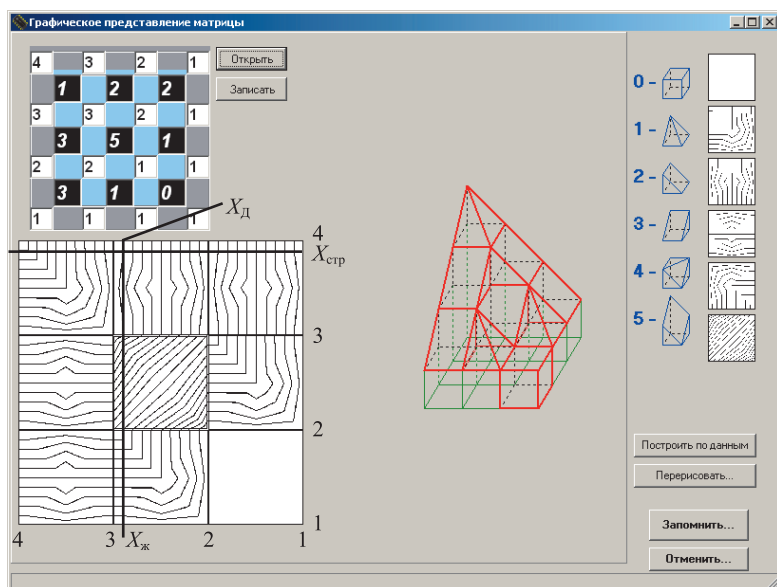 Графическое представление матрицы
4 3 2 1
1 2 2
3 3 2 1
3 5 1
2 2 1 1
3 1 0
1 1 1 1
Открыть
Записать
Xд
4
Xстр
3
2
1
4 3 Xж 2 1
0 -
1 -
2 -
3 -
4 -
5 -
Построить по данным
Перерисовать...
Запомнить...
Отменить...